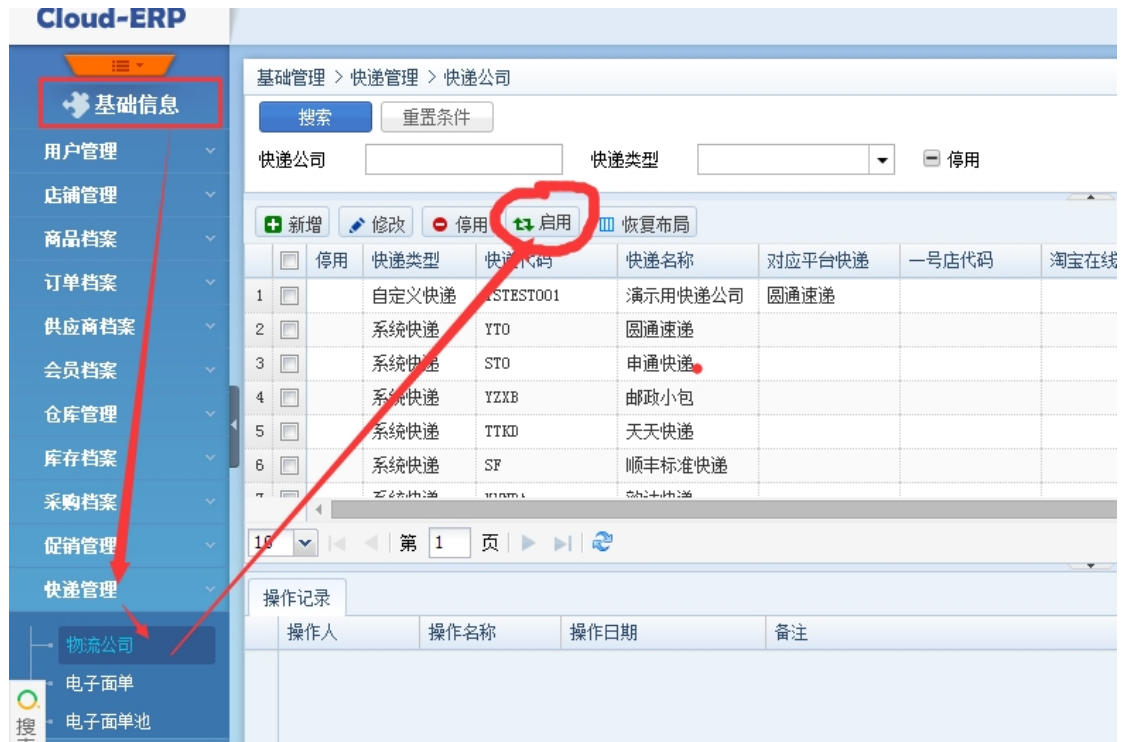 Cloud-ERP
基础信息
用户管理
店铺管理
商品档案
订单档案
供应商档案
会员档案
仓库管理
库存档案
采购档案
促销管理
快递管理
物流公司
电子面单
电子面单池
搜
基础管理 > 快递管理 > 快递公司
搜索 重置条件
快递公司 快递类型 停用
新增 修改 停用 启用 恢复布局
停用 快递类型 快递代码 快递名称 对应平台快递 一号店代码 淘宝在线
1 自定义快递 YSTEST001 演示用快递公司 圆通速递
2 系统快递 YTO 圆通速递
3 系统快递 STO 申通快递
4 系统快递 YZXB 邮政小包
5 系统快递 TTKD 天天快递
6 系统快递 SF 顺丰标准快递
10 第 1 页
操作记录
操作人 操作名称 操作日期 备注